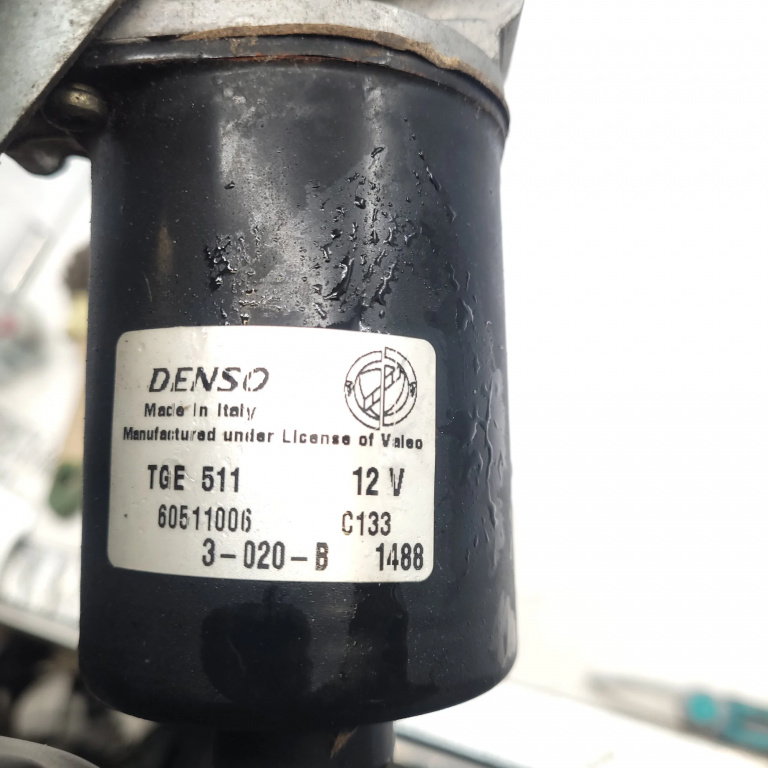 DENSO
Made in Italy
Manufactured under License of Valeo
TGE 511 12 V
60511006 C133
3-020-B 1488